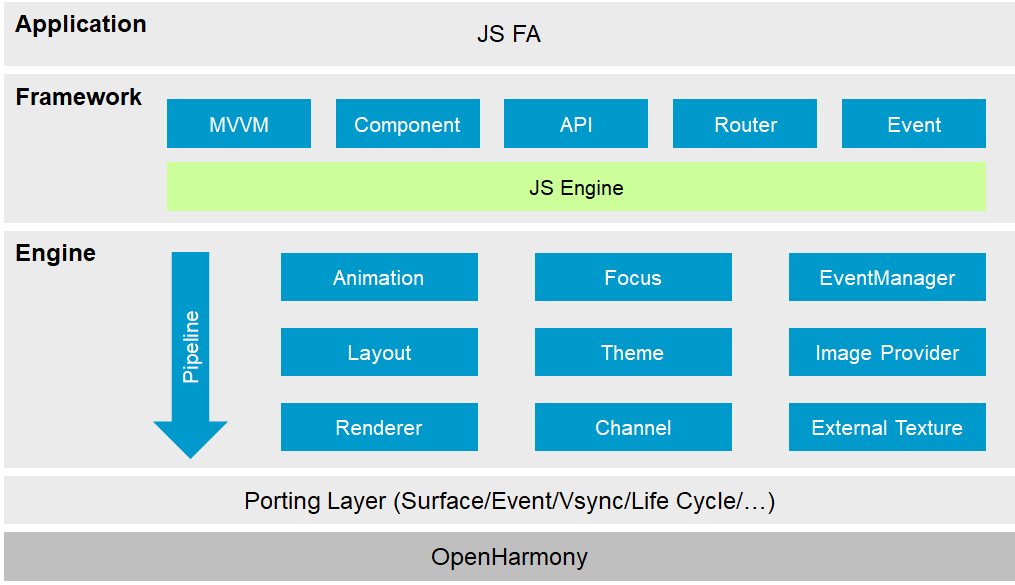 Application
JS FA
Framework
MVVM
Component
API
Router
Event
JS Engine
Engine
Pipeline
Animation
Focus
EventManager
Layout
Theme
Image Provider
Renderer
Channel
External Texture
Porting Layer (Surface/Event/Vsync/Life Cycle/…)
OpenHarmony